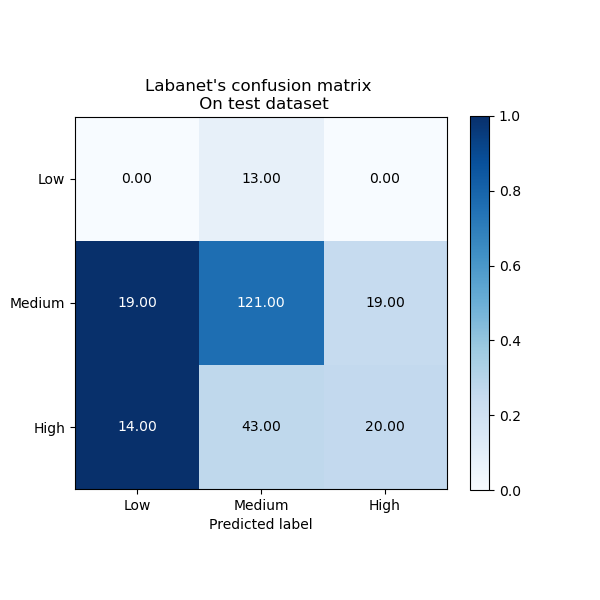 Labanet's confusion matrix
On test dataset
Low 0.00 13.00 0.00
Medium 19.00 121.00 19.00
High 14.00 43.00 20.00
Low Medium High
Predicted label
1.0
0.8
0.6
0.4
0.2
0.0